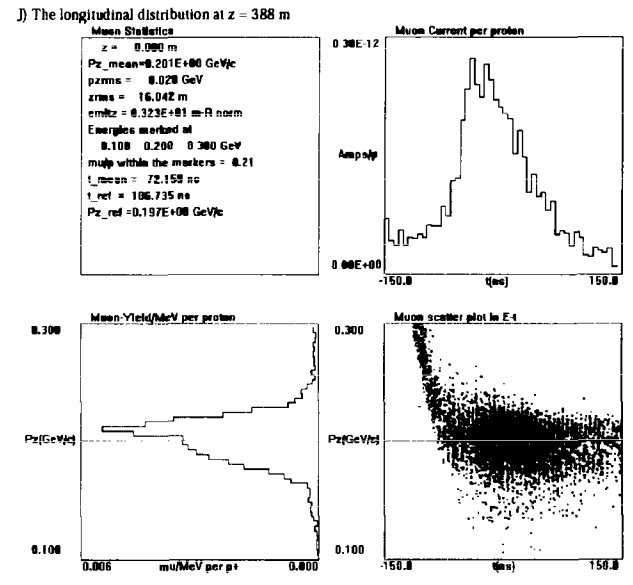 J) The longitudinal distribution at z = 388 m
Muon Statistics
z = 0.000 m
Pz_mean=0.201E+00 GeV/c
pzrms = 0.020 GeV
zrms = 16.042 m
emitz = 0.323E+01 m-R norm
Energies marked at
0.100 0.200 0.300 GeV
mu/p within the markers = 0.21
t_mean = 72.159 ns
t_ref = 106.735 ns
Pz_ref =0.197E+00 GeV/c
Muon Current per proton
0.30E-12
Amps/p
0.00E+00
-150.0 t(ns) 150.0
Muon-Yield/MeV per proton
0.300
Pz(GeV/c)
0.100
0.006 mu/MeV per p+ 0.000
Muon scatter plot in E-t
0.300
Pz(GeV/c)
0.100
-150.0 t(ns) 150.0